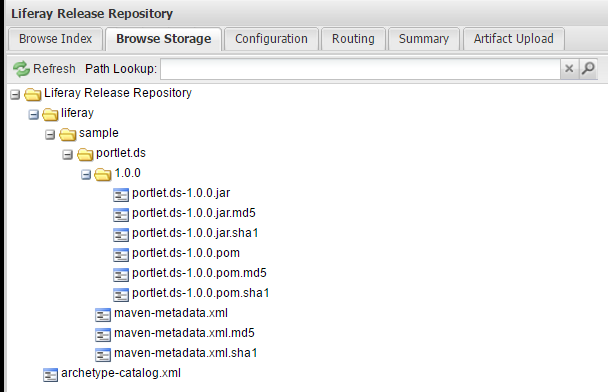 Liferay Release Repository
Browse Index Browse Storage Configuration Routing Summary Artifact Upload
Refresh Path Lookup:
Liferay Release Repository
liferay
sample
portlet.ds
1.0.0
portlet.ds-1.0.0.jar
portlet.ds-1.0.0.jar.md5
portlet.ds-1.0.0.jar.sha1
portlet.ds-1.0.0.pom
portlet.ds-1.0.0.pom.md5
portlet.ds-1.0.0.pom.sha1
maven-metadata.xml
maven-metadata.xml.md5
maven-metadata.xml.sha1
archetype-catalog.xml